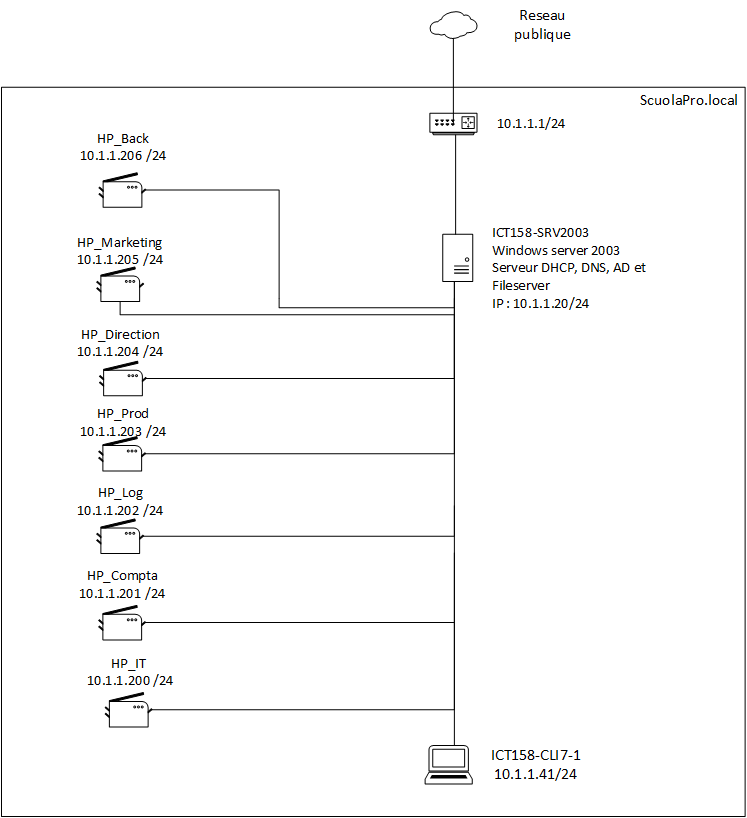 Reseau
publique
ScuolaPro.local
10.1.1.1/24
HP_Back
10.1.1.206 /24
ICT158-SRV2003
Windows server 2003
Serveur DHCP, DNS, AD et
Fileserver
IP : 10.1.1.20/24
HP_Marketing
10.1.1.205 /24
HP_Direction
10.1.1.204 /24
HP_Prod
10.1.1.203 /24
HP_Log
10.1.1.202 /24
HP_Compta
10.1.1.201 /24
HP_IT
10.1.1.200 /24
ICT158-CLI7-1
10.1.1.41/24